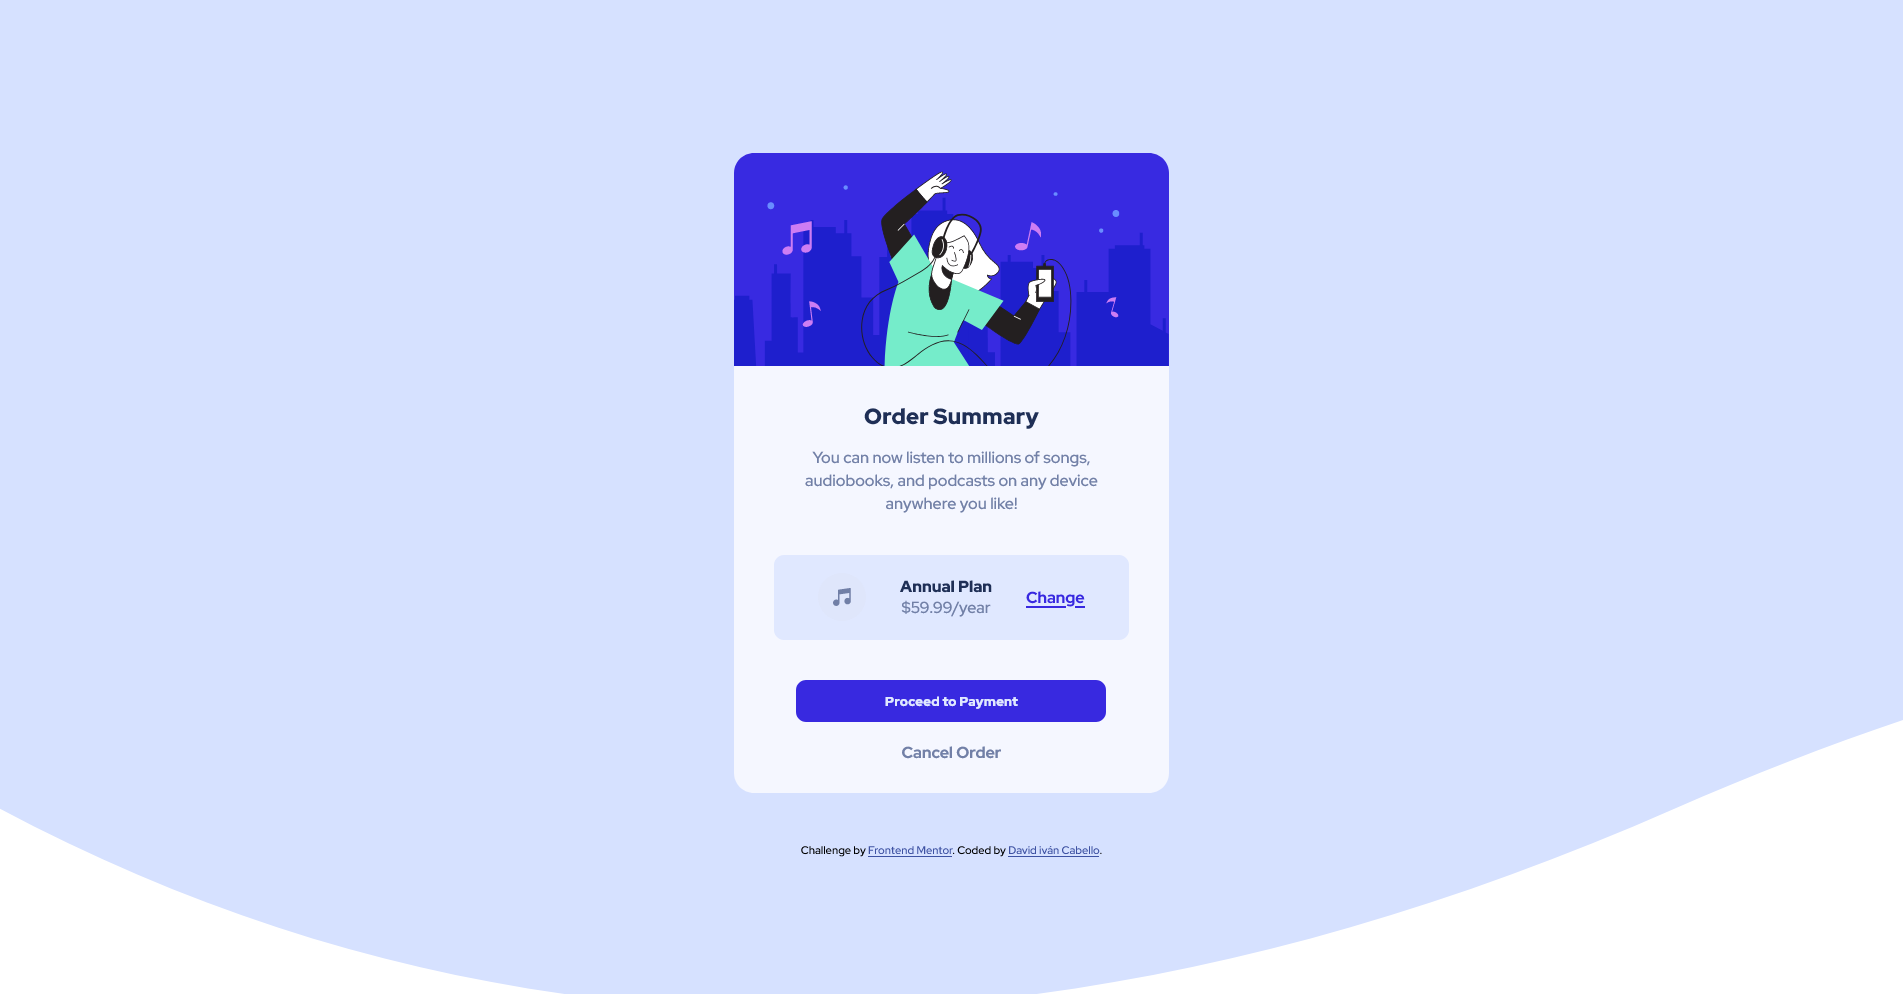 Order Summary
You can now listen to millions of songs,
audiobooks, and podcasts on any device
anywhere you like!
Annual Plan
$59.99/year
Change
Proceed to Payment
Cancel Order
Challenge by Frontend Mentor. Coded by David iván Cabello.